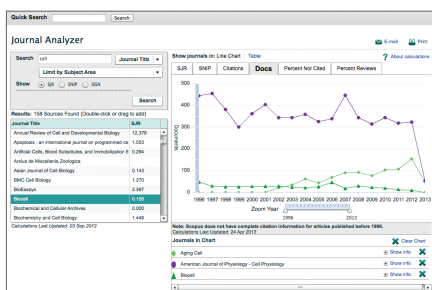 Quick Search Search
Journal Analyzer
E-mail Print
Search cell Journal Title
Limit by Subject Area
Show SJR SNIP ISSN
Search
Results: 158 Sources Found (Double-click or drag to add)
Journal Title SJR
Annual Review of Cell and Developmental Biology 12.376
Apoptosis : an international journal on programmed ce 1.553
Artificial Cells, Blood Substitutes, and Immobilization E 0.294
Arxius de Miscel·lania Zoologica
Asian Journal of Cell Biology 0.143
BMC Cell Biology 1.270
BioEssays 2.367
Biocell 0.155
Biochemical and Cellular Archives 0.000
Biochemistry and Cell Biology 1.448
Calculations Last Updated: 03 Sep 2012
Show journals in: Line Chart Table
? About calculations
SJR SNIP Citations Docs Percent Not Cited Percent Reviews
500
400
300
200
100
0
Documents
1996 1997 1998 1999 2000 2001 2002 2003 2004 2005 2006 2007 2008 2009 2010 2011 2012 2013
Zoom Year
1996 2013
Note: Scopus does not have complete citation information for articles published before 1996.
Calculations Last Updated: 24 Apr 2013
Journals in Chart Clear Chart
Aging Cell Show info
American Journal of Physiology - Cell Physiology Show info
Biocell Show info